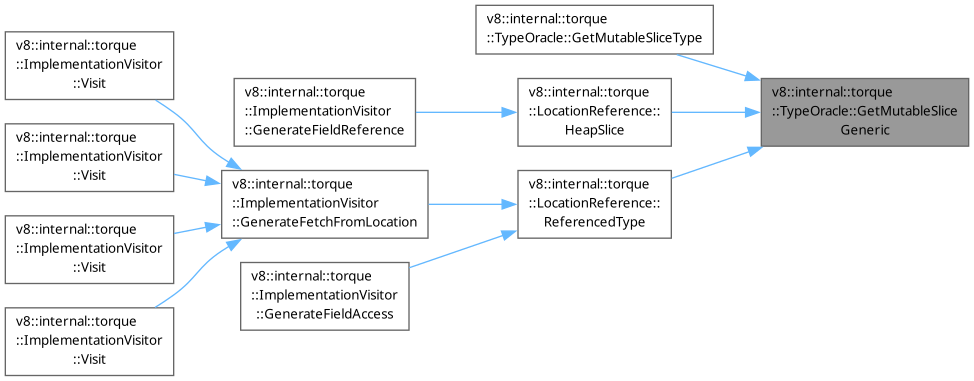 v8::internal::torque
::ImplementationVisitor
::Visit
v8::internal::torque
::ImplementationVisitor
::Visit
v8::internal::torque
::ImplementationVisitor
::Visit
v8::internal::torque
::ImplementationVisitor
::Visit
v8::internal::torque
::ImplementationVisitor
::GenerateFieldReference
v8::internal::torque
::ImplementationVisitor
::GenerateFetchFromLocation
v8::internal::torque
::ImplementationVisitor
::GenerateFieldAccess
v8::internal::torque
::TypeOracle::GetMutableSliceType
v8::internal::torque
::LocationReference::
HeapSlice
v8::internal::torque
::LocationReference::
ReferencedType
v8::internal::torque
::TypeOracle::GetMutableSlice
Generic